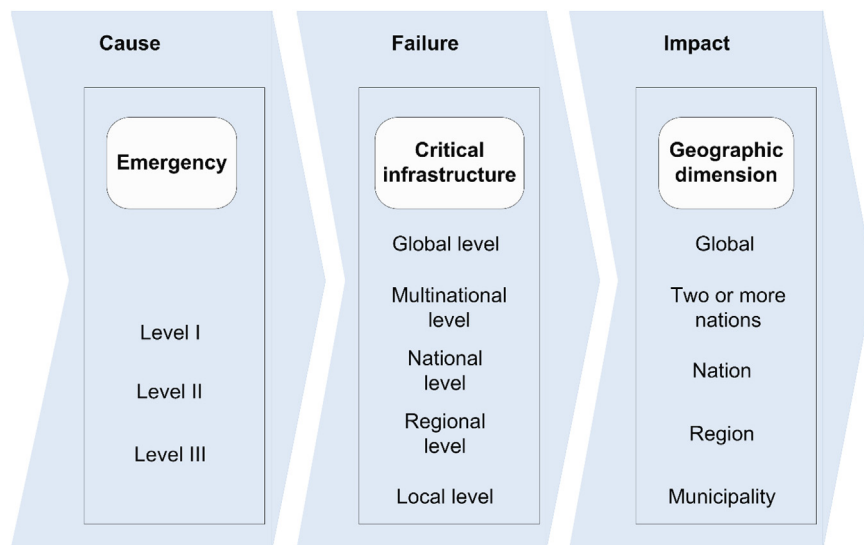 Cause
Emergency
Level I
Level II
Level III
Failure
Critical
infrastructure
Global level
Multinational
level
National
level
Regional
level
Local level
Impact
Geographic
dimension
Global
Two or more
nations
Nation
Region
Municipality